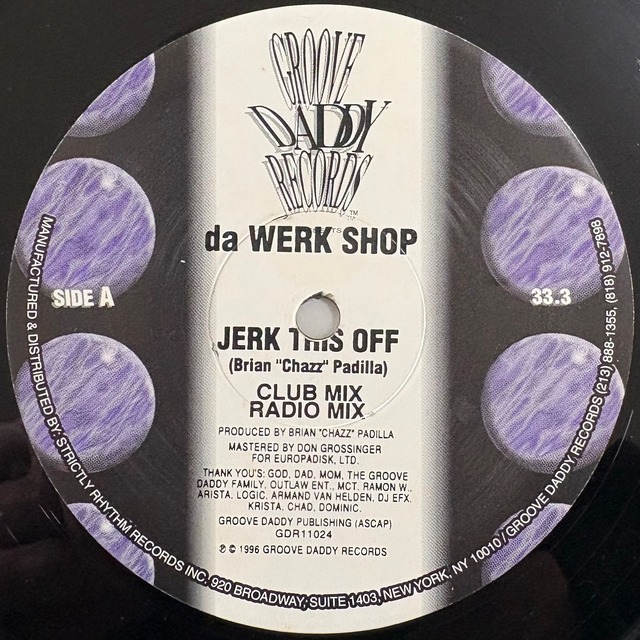 GROOVE
DADDY
RECORDS™
da WERK SHOP
SIDE A
33.3
JERK THIS OFF
(Brian "Chazz" Padilla)
CLUB MIX
RADIO MIX
PRODUCED BY BRIAN "CHAZZ" PADILLA
MASTERED BY DON GROSSINGER
FOR EUROPADISK, LTD.
THANK YOU'S: GOD, DAD, MOM, THE GROOVE
DADDY FAMILY, OUTLAW ENT., MCT. RAMON W.,
ARISTA. LOGIC. ARMAND VAN HELDEN. DJ EFX.
KRISTA. CHAD. DOMINIC.
GROOVE DADDY PUBLISHING (ASCAP)
GDR11024
℗ © 1996 GROOVE DADDY RECORDS
MANUFACTURED & DISTRIBUTED BY: STRICTLY RHYTHM RECORDS INC. 920 BROADWAY, SUITE 1403, NEW YORK, NY 10010 / GROOVE DADDY RECORDS (213) 888-1355, (818) 912-7898